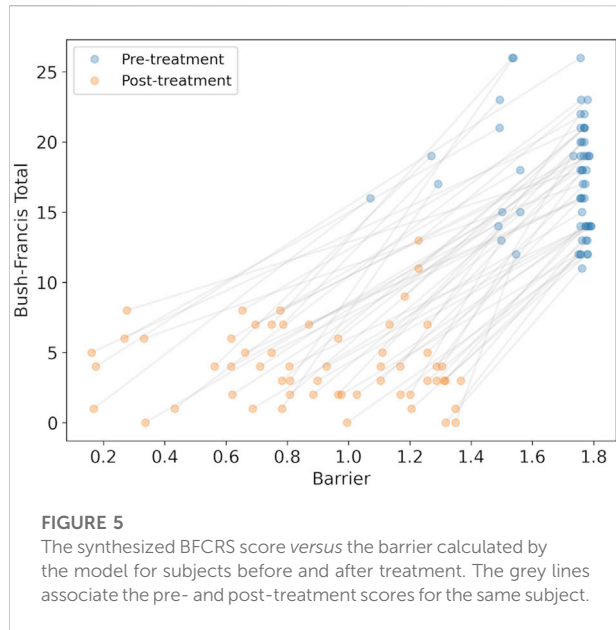 Pre-treatment
Post-treatment
25
20
15
10
5
0
Bush-Francis Total
0.2 0.4 0.6 0.8 1.0 1.2 1.4 1.6 1.8
Barrier
FIGURE 5
The synthesized BFCRS score versus the barrier calculated by
the model for subjects before and after treatment. The grey lines
associate the pre- and post-treatment scores for the same subject.